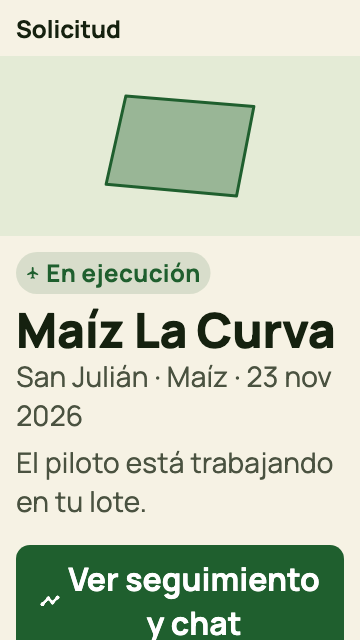 Solicitud
En ejecución
Maíz La Curva
San Julián · Maíz · 23 nov
2026
El piloto está trabajando
en tu lote.
Ver seguimiento
y chat